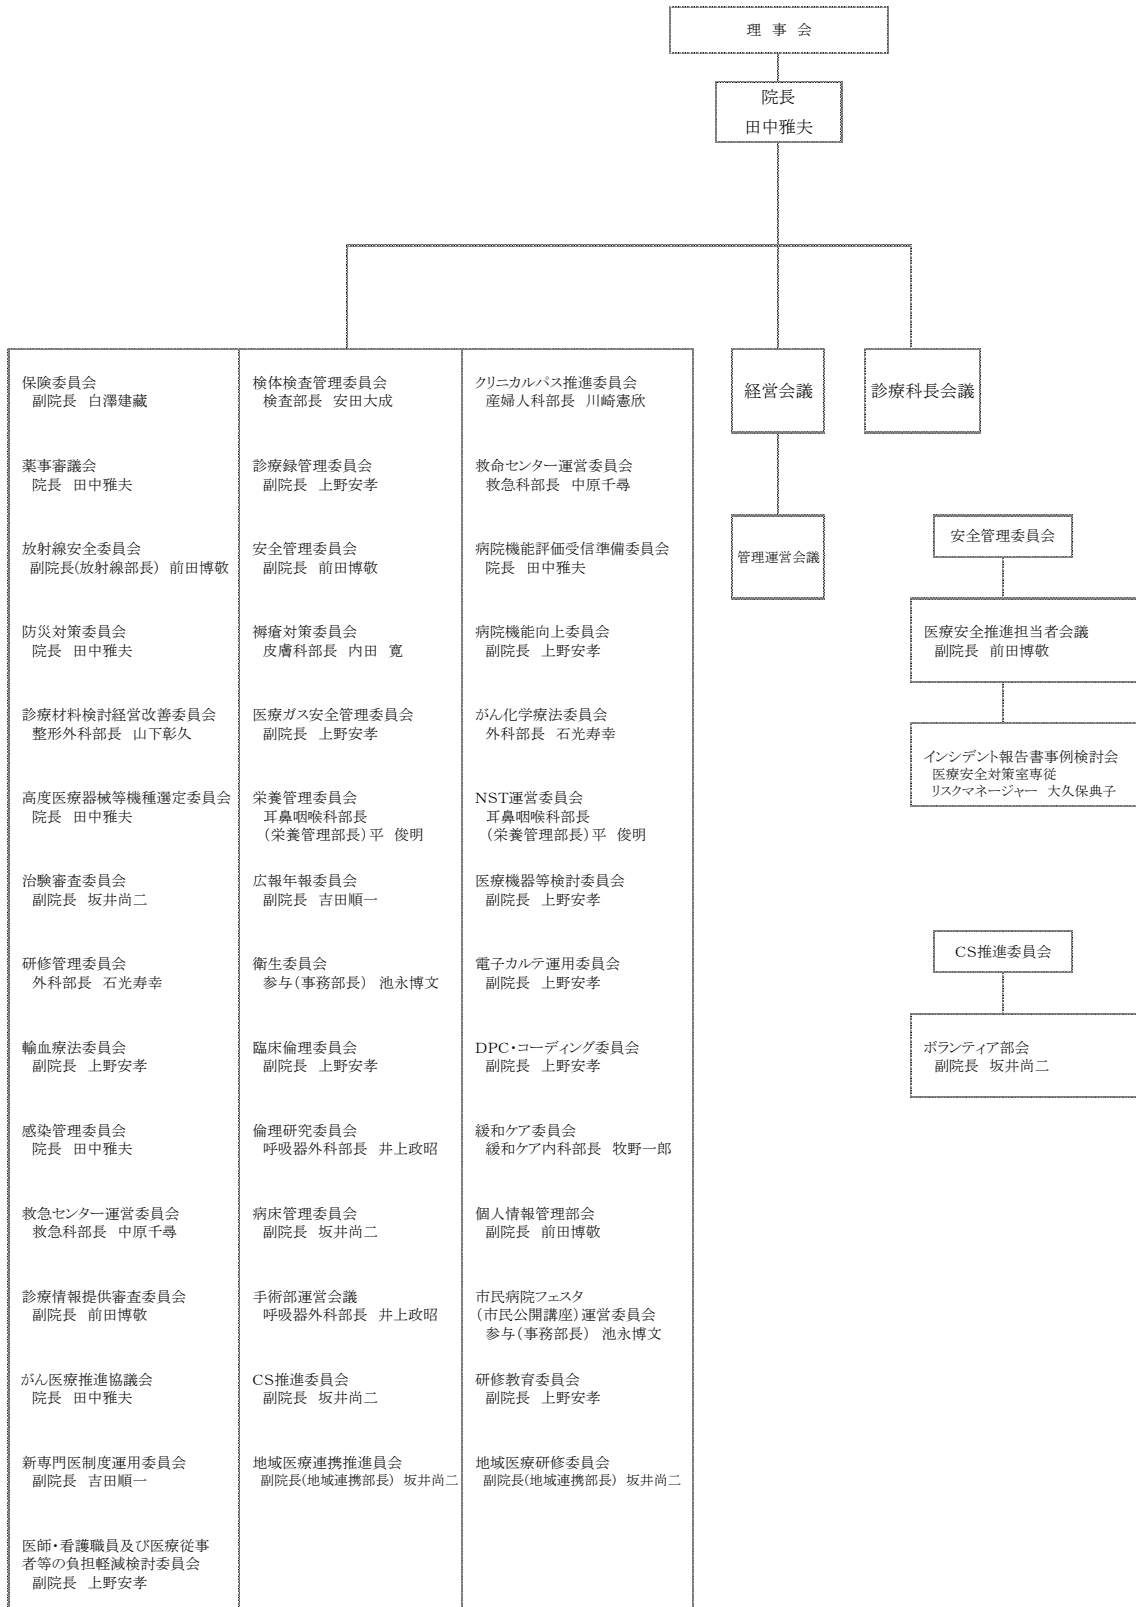 理 事 会
院長
田中雅夫
保険委員会
副院長 白澤建藏
薬事審議会
院長 田中雅夫
放射線安全委員会
副院長(放射線部長) 前田博敬
防災対策委員会
院長 田中雅夫
診療材料検討経営改善委員会
整形外科部長 山下彰久
高度医療器械等機種選定委員会
院長 田中雅夫
治験審査委員会
副院長 坂井尚二
研修管理委員会
外科部長 石光寿幸
輸血療法委員会
副院長 上野安孝
感染管理委員会
院長 田中雅夫
救急センター運営委員会
救急科部長 中原千尋
診療情報提供審査委員会
副院長 前田博敬
がん医療推進協議会
院長 田中雅夫
新専門医制度運用委員会
副院長 吉田順一
医師・看護職員及び医療従事
者等の負担軽減検討委員会
副院長 上野安孝
検体検査管理委員会
検査部長 安田大成
診療録管理委員会
副院長 上野安孝
安全管理委員会
副院長 前田博敬
褥瘡対策委員会
皮膚科部長 内田 寛
医療ガス安全管理委員会
副院長 上野安孝
栄養管理委員会
耳鼻咽喉科部長
(栄養管理部長)平 俊明
広報年報委員会
副院長 吉田順一
衛生委員会
参与(事務部長) 池永博文
臨床倫理委員会
副院長 上野安孝
倫理研究委員会
呼吸器外科部長 井上政昭
病床管理委員会
副院長 坂井尚二
手術部運営会議
呼吸器外科部長 井上政昭
CS推進委員会
副院長 坂井尚二
地域医療連携推進員会
副院長(地域連携部長) 坂井尚二
クリニカルパス推進委員会
産婦人科部長 川崎憲欣
救命センター運営委員会
救急科部長 中原千尋
病院機能評価受信準備委員会
院長 田中雅夫
病院機能向上委員会
副院長 上野安孝
がん化学療法委員会
外科部長 石光寿幸
NST運営委員会
耳鼻咽喉科部長
(栄養管理部長)平 俊明
医療機器等検討委員会
副院長 上野安孝
電子カルテ運用委員会
副院長 上野安孝
DPC・コーディング委員会
副院長 上野安孝
緩和ケア委員会
緩和ケア内科部長 牧野一郎
個人情報管理部会
副院長 前田博敬
市民病院フェスタ
(市民公開講座)運営委員会
参与(事務部長) 池永博文
研修教育委員会
副院長 上野安孝
地域医療研修委員会
副院長(地域連携部長) 坂井尚二
経営会議
管理運営会議
診療科長会議
安全管理委員会
医療安全推進担当者会議
副院長 前田博敬
インシデント報告書事例検討会
医療安全対策室専従
リスクマネージャー 大久保典子
CS推進委員会
ボランティア部会
副院長 坂井尚二